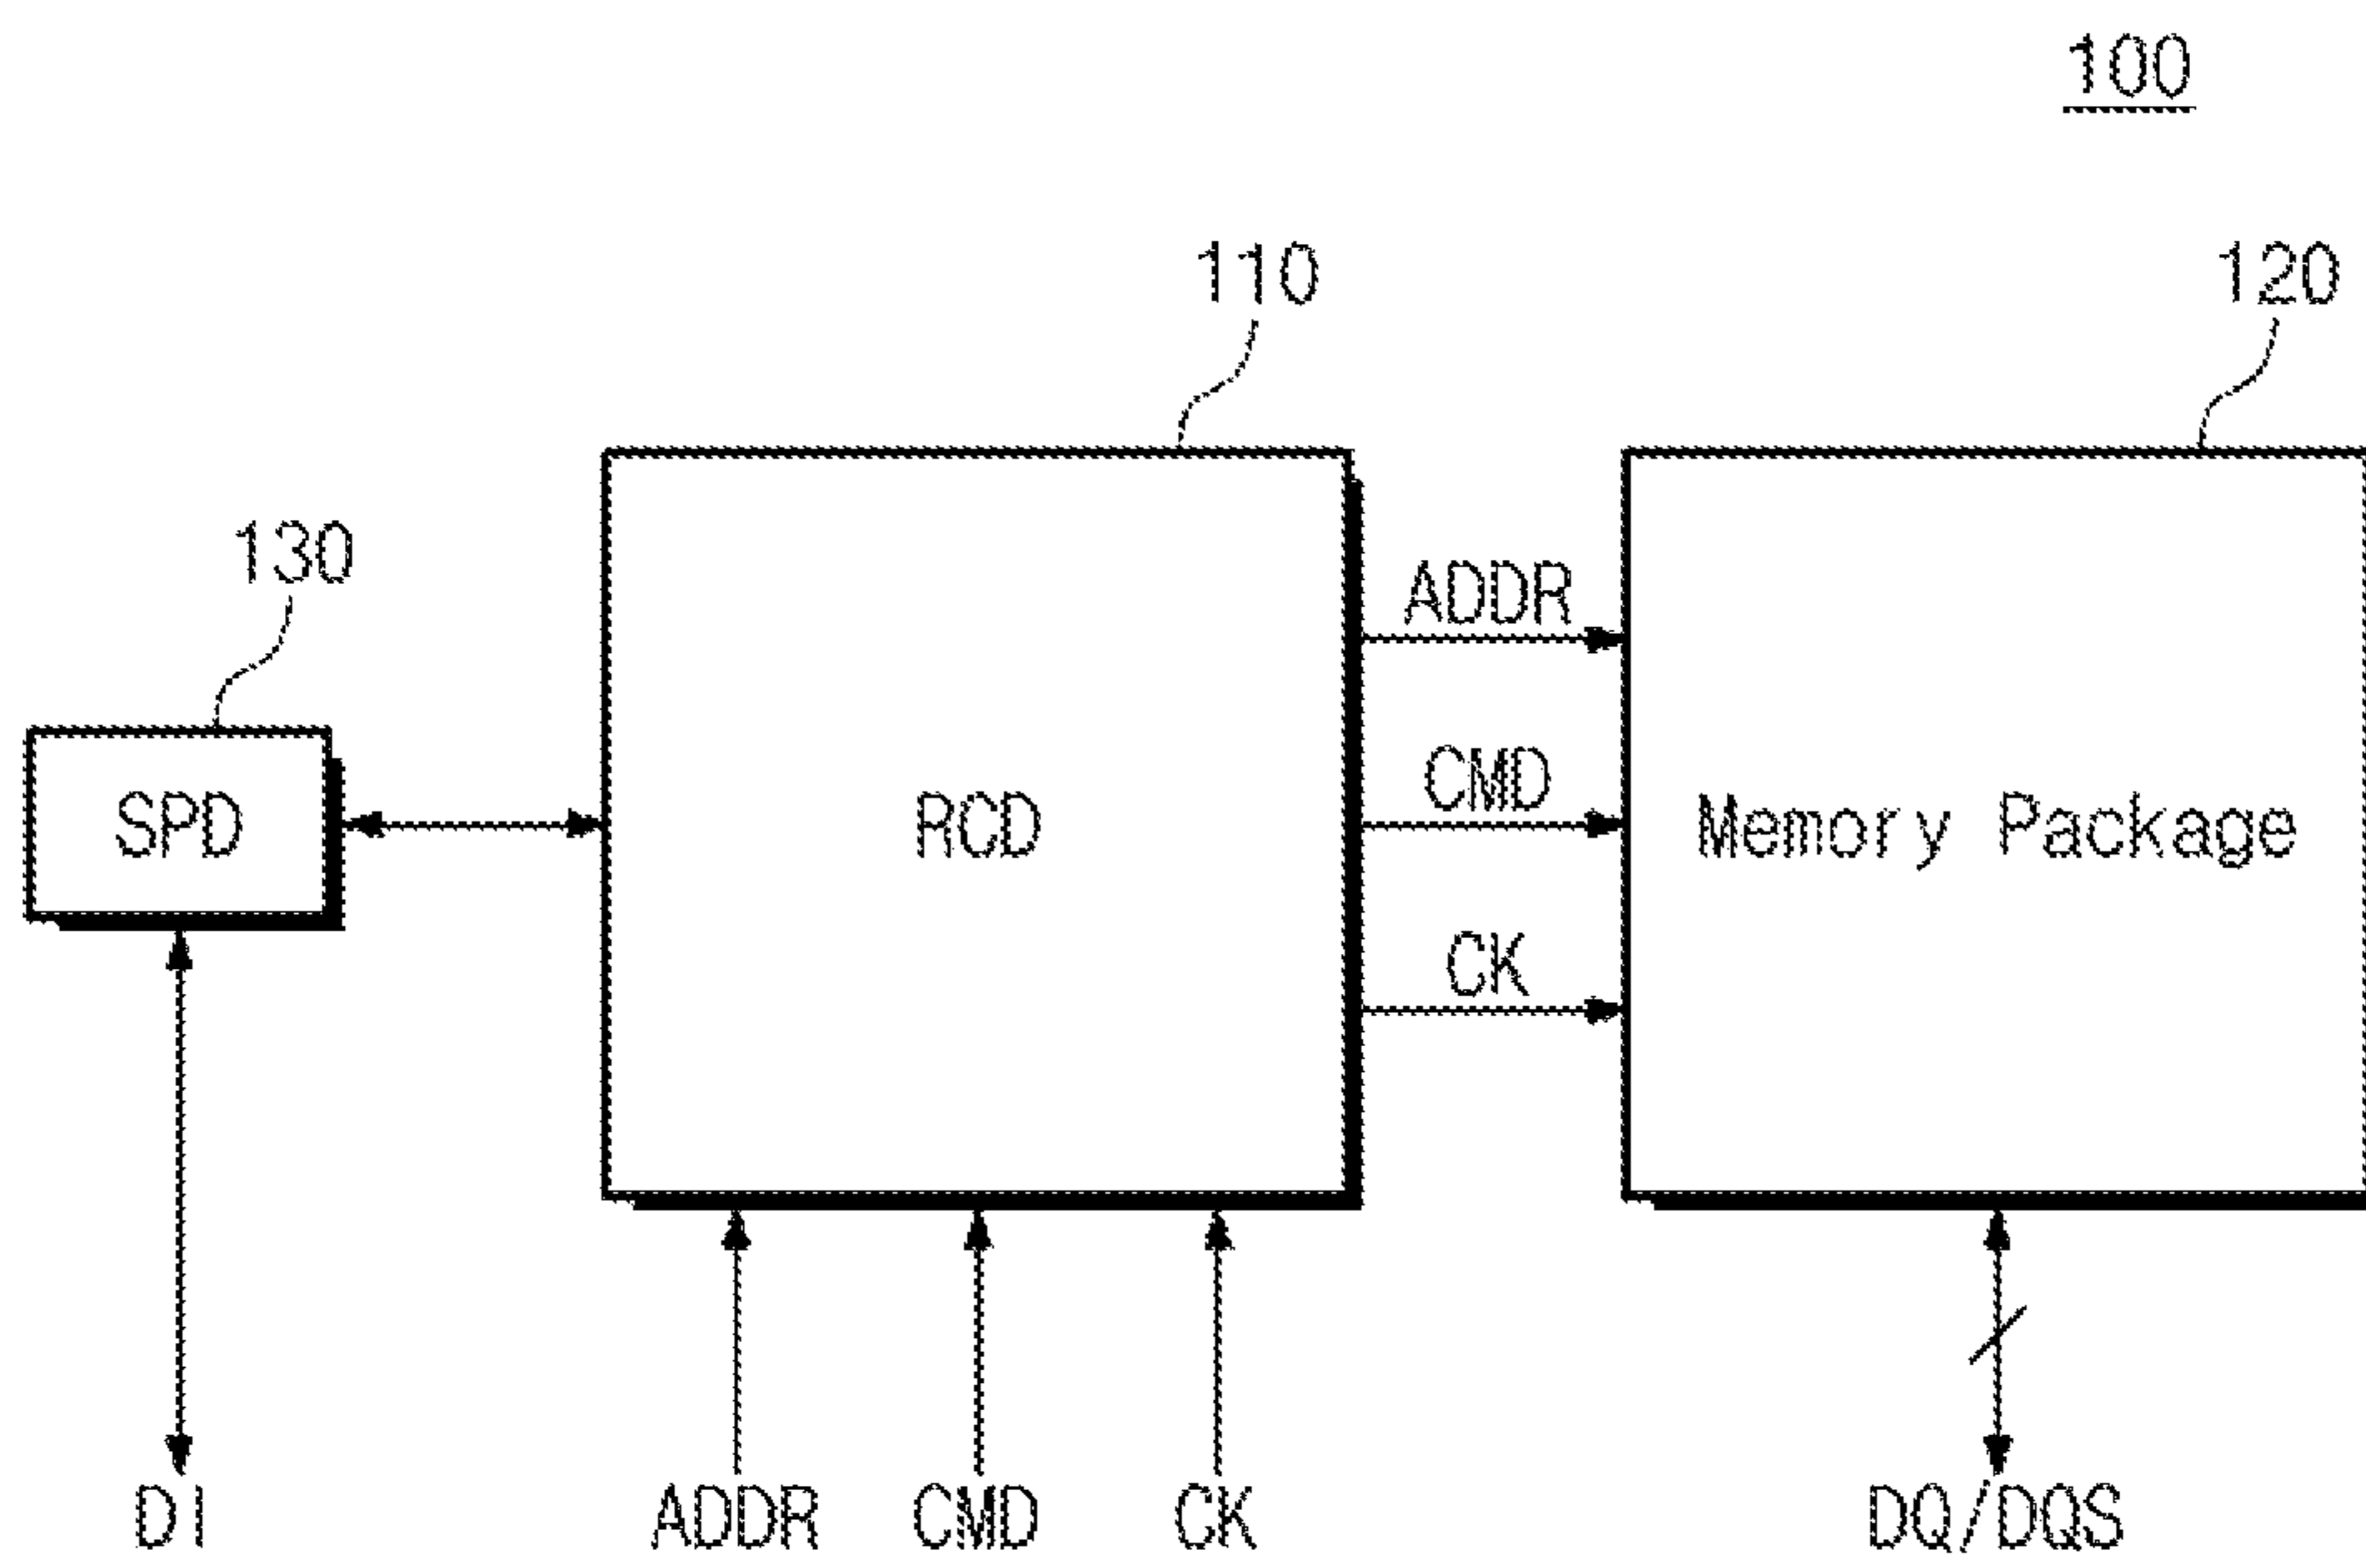 100
110
120
130
ADDR
CMD
SPD
RCD
Memory Package
CK
DI
ADDR
CMD
CK
DQ/DQS